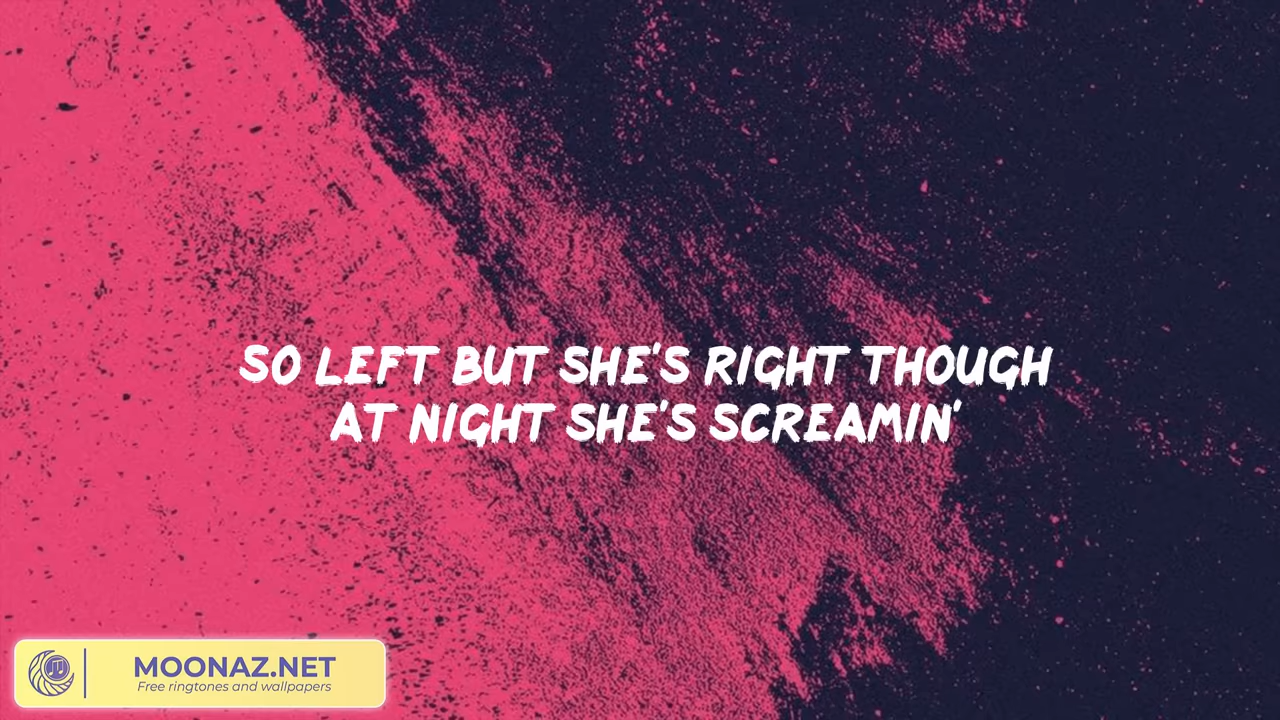 SO LEFT BUT SHE'S RIGHT THOUGH
AT NIGHT SHE'S SCREAMIN'
MOONAZ.NET
Free ringtones and wallpapers